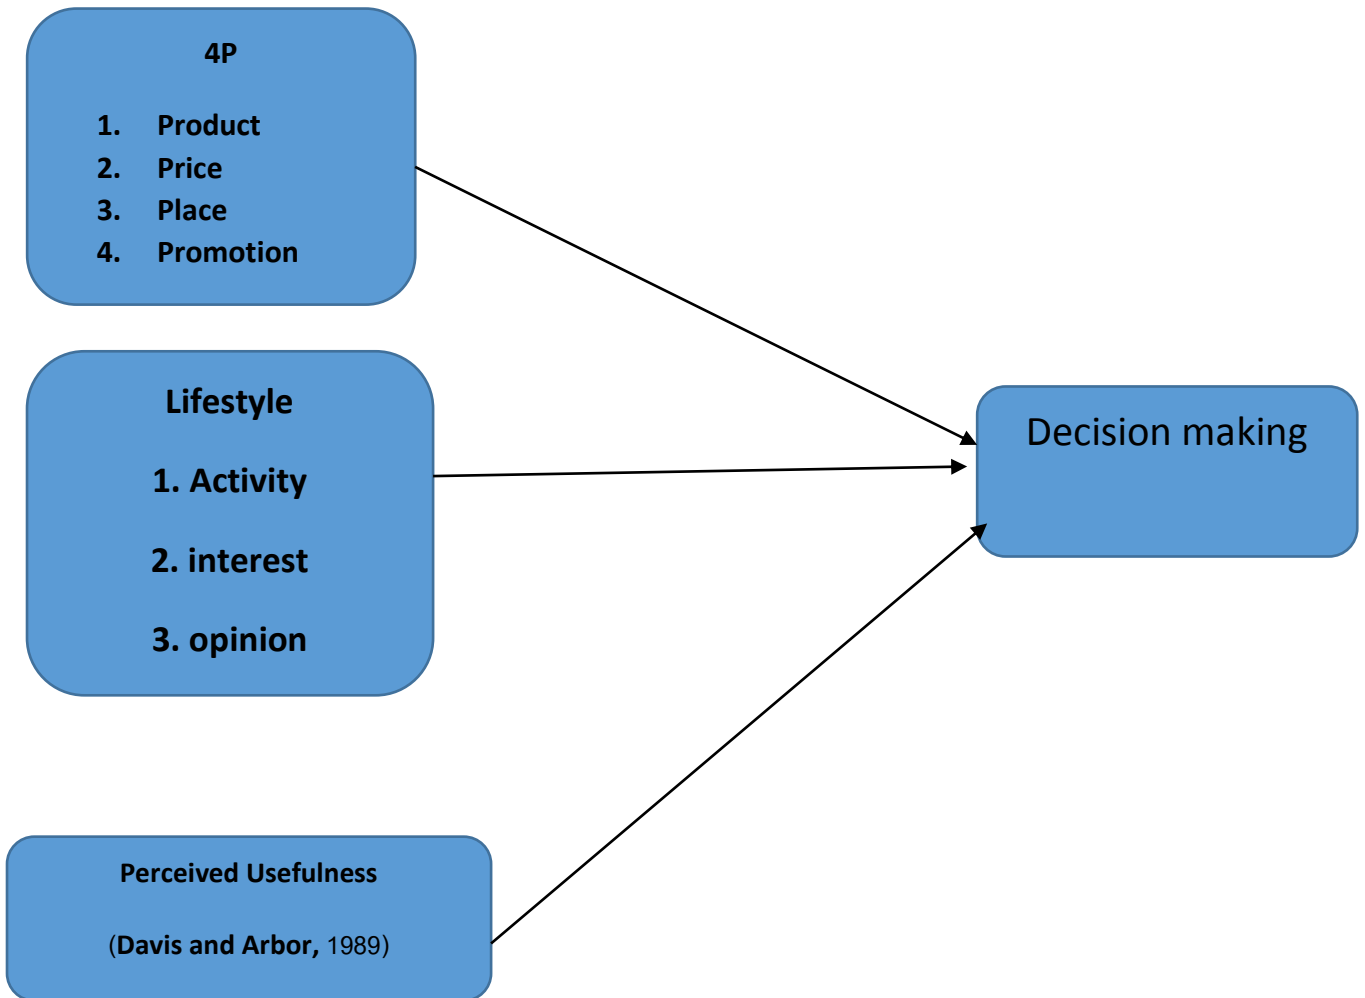 4P
1. Product
2. Price
3. Place
4. Promotion
Lifestyle
1. Activity
2. interest
3. opinion
Decision making
Perceived Usefulness
(Davis and Arbor, 1989)